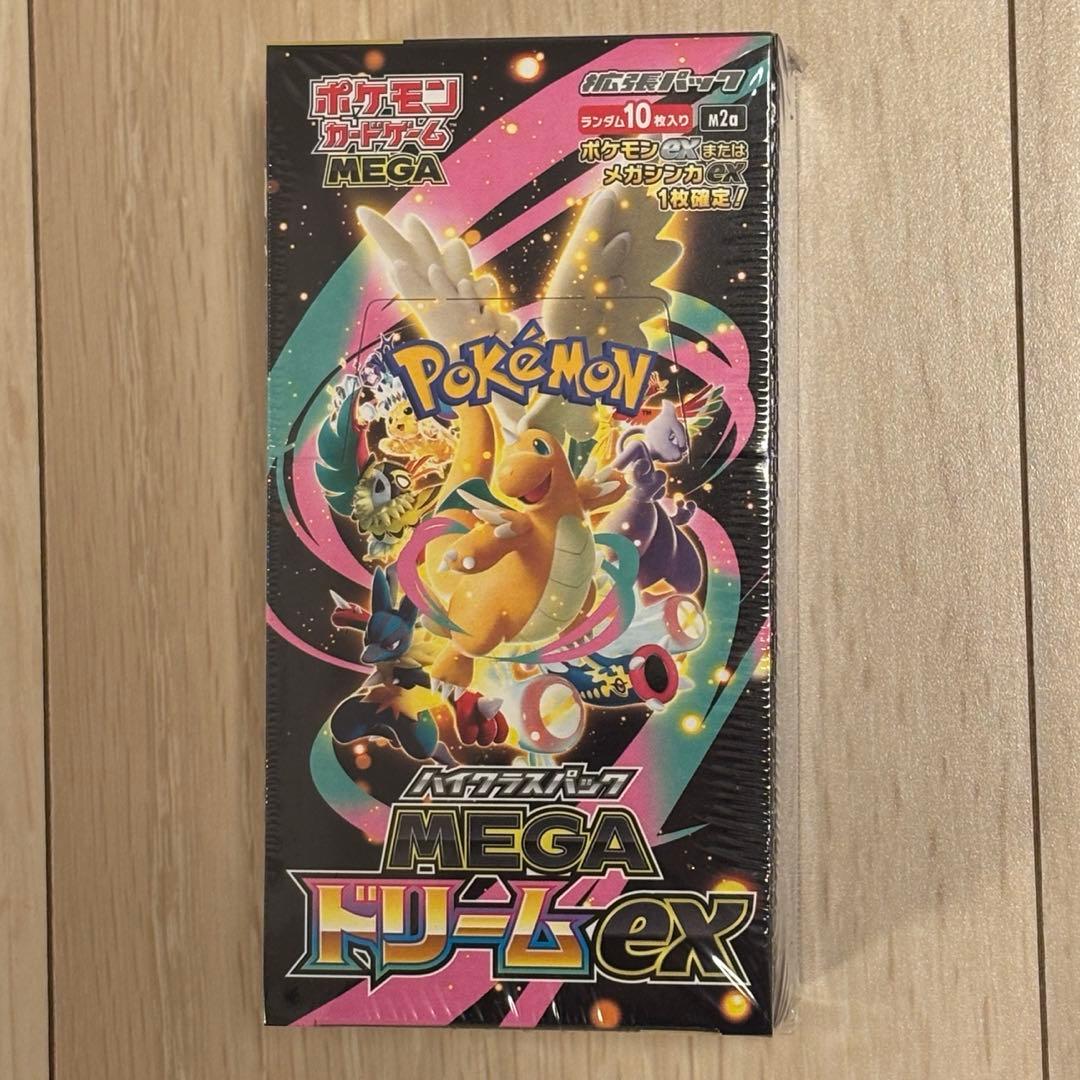 ポケモン
カードゲーム
MEGA
拡張パック
ランダム10枚入り M2a
ポケモンexまたは
メガシンカex
1枚確定!
POKéMON
TM
ハイクラスパック
MEGA
ドリームex